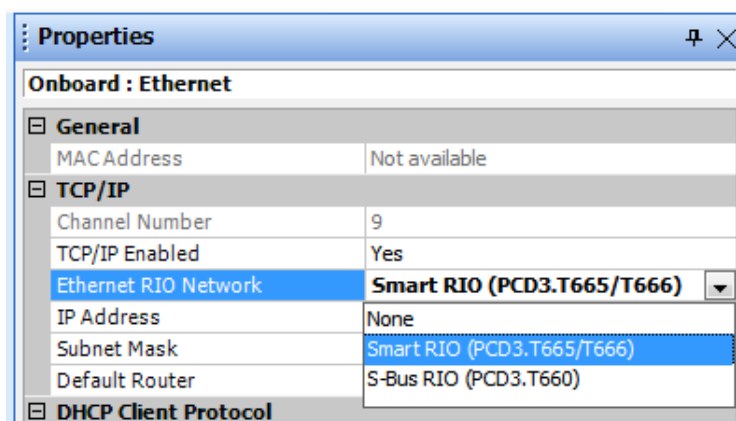 Properties
Onboard : Ethernet
General
MAC Address Not available
TCP/IP
Channel Number 9
TCP/IP Enabled Yes
Ethernet RIO Network Smart RIO (PCD3.T665/T666)
IP Address None
Subnet Mask Smart RIO (PCD3.T665/T666)
Default Router S-Bus RIO (PCD3.T660)
DHCP Client Protocol